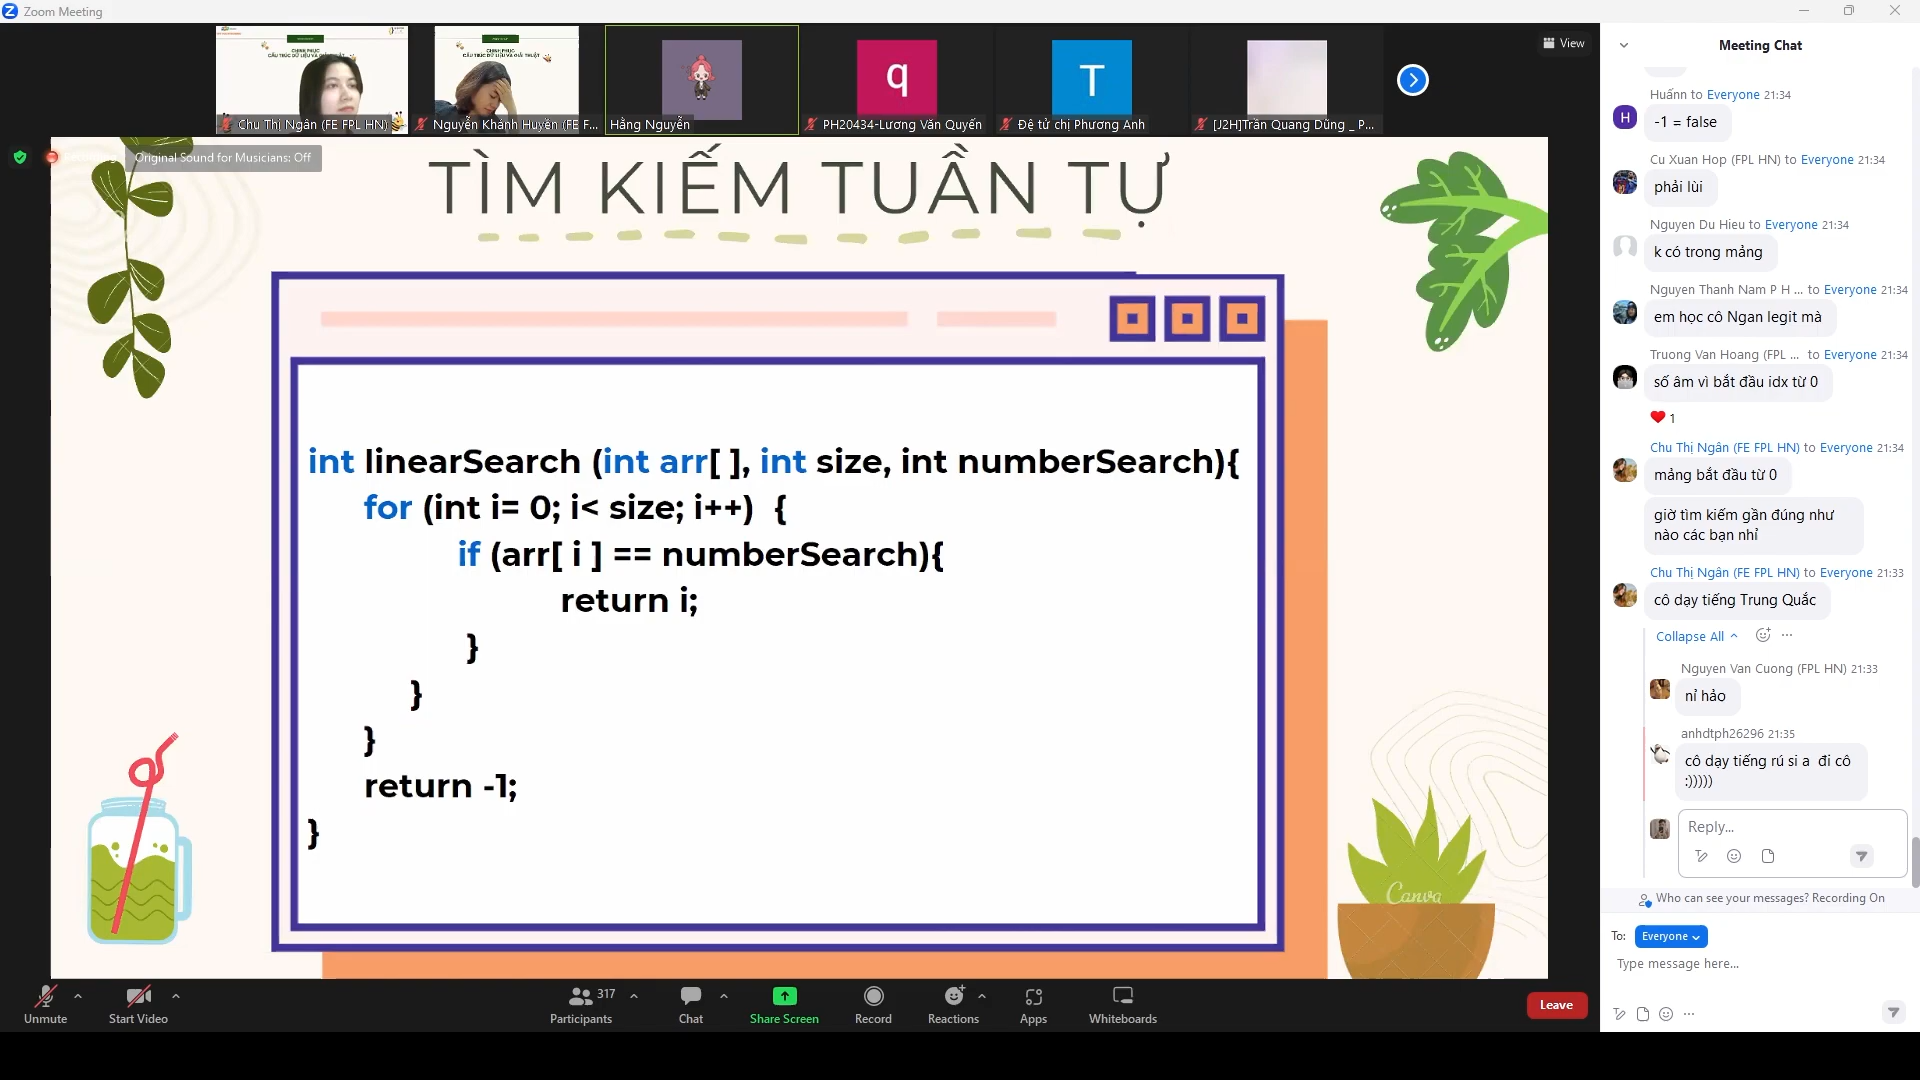 Zoom Meeting
View
Chu Thị Ngân (FE FPL HN)
Nguyễn Khánh Huyền (FE F...
Hằng Nguyễn
q
PH20434-Lương Văn Quyến
T
Đệ tử chị Phương Anh
[J2H]Trần Quang Dũng _ P...
Original Sound for Musicians: Off
TÌM KIẾM TUẦN TỰ
int linearSearch (int arr[ ], int size, int numberSearch){
for (int i= 0; i< size; i++) {
if (arr[ i ] == numberSearch){
return i;
}
}
}
return -1;
}
Canva
Meeting Chat
Huấnn to Everyone 21:34
H
-1 = false
Cu Xuan Hop (FPL HN) to Everyone 21:34
phải lùi
Nguyen Du Hieu to Everyone 21:34
k có trong mảng
Nguyen Thanh Nam P H ... to Everyone 21:34
em học cô Ngan legit mà
Truong Van Hoang (FPL ... to Everyone 21:34
số âm vì bắt đầu idx từ 0
1
Chu Thị Ngân (FE FPL HN) to Everyone 21:34
mảng bắt đầu từ 0
giờ tìm kiếm gần đúng như
nào các bạn nhỉ
Chu Thị Ngân (FE FPL HN) to Everyone 21:33
cô dạy tiếng Trung Quắc
Collapse All
Nguyen Van Cuong (FPL HN) 21:33
nỉ hảo
anhdtph26296 21:35
cô dạy tiếng rú si a đi cô
:)))))
Reply...
Who can see your messages? Recording On
To: Everyone
Type message here...
Unmute
Start Video
317
Participants
Chat
Share Screen
Record
Reactions
Apps
Whiteboards
Leave